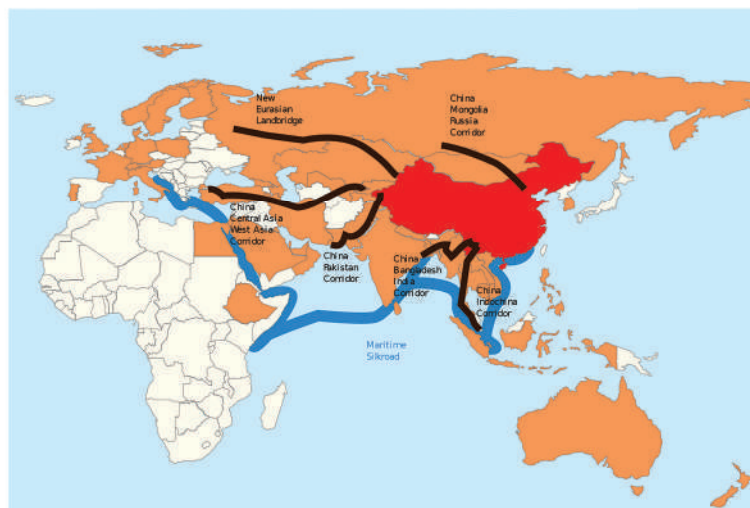 New
Eurasian
Landbridge
China
Mongolia
Russia
Corridor
China
Central Asia
West Asia
Corridor
China
Pakistan
Corridor
China
Bangladesh
India
Corridor
China
Indochina
Corridor
Maritime
Silkroad